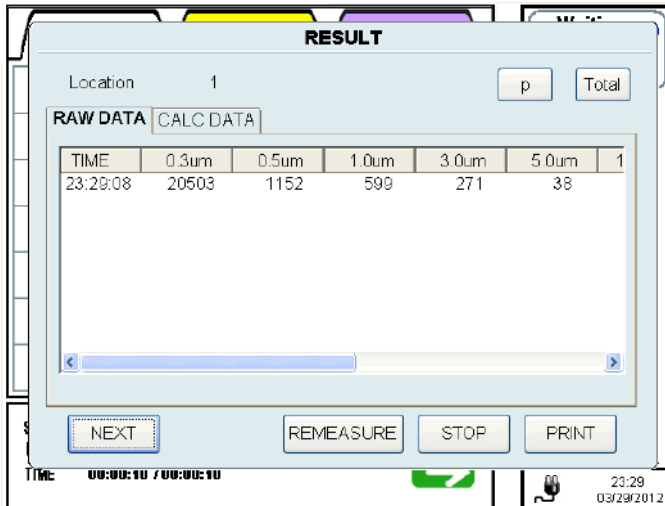 RESULT
Location 1 p Total
RAW DATA CALC DATA
TIME 0.3um 0.5um 1.0um 3.0um 5.0um 1
23:29:08 20503 1152 599 271 38
NEXT REMEASURE STOP PRINT
TIME 00:00:10 / 00:00:10
23:29
03/29/2012